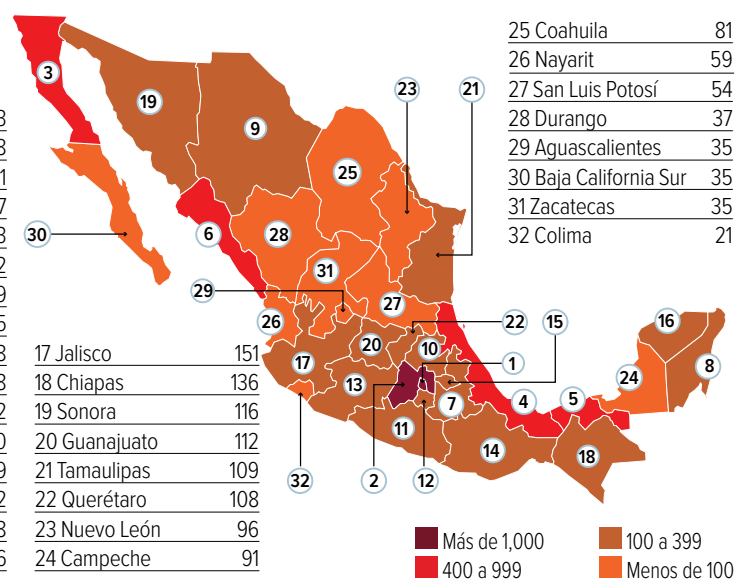 25 Coahuila 81
26 Nayarit 59
27 San Luis Potosí 54
28 Durango 37
29 Aguascalientes 35
30 Baja California Sur 35
31 Zacatecas 35
32 Colima 21
3
19
9
23
21
25
30
6
28
31
29
26
27
22
15
16
20
10
1
8
17
13
7
24
4
5
11
14
18
32
2
12
17 Jalisco 151
18 Chiapas 136
19 Sonora 116
20 Guanajuato 112
21 Tamaulipas 109
22 Querétaro 108
23 Nuevo León 96
24 Campeche 91
Más de 1,000
400 a 999
100 a 399
Menos de 100